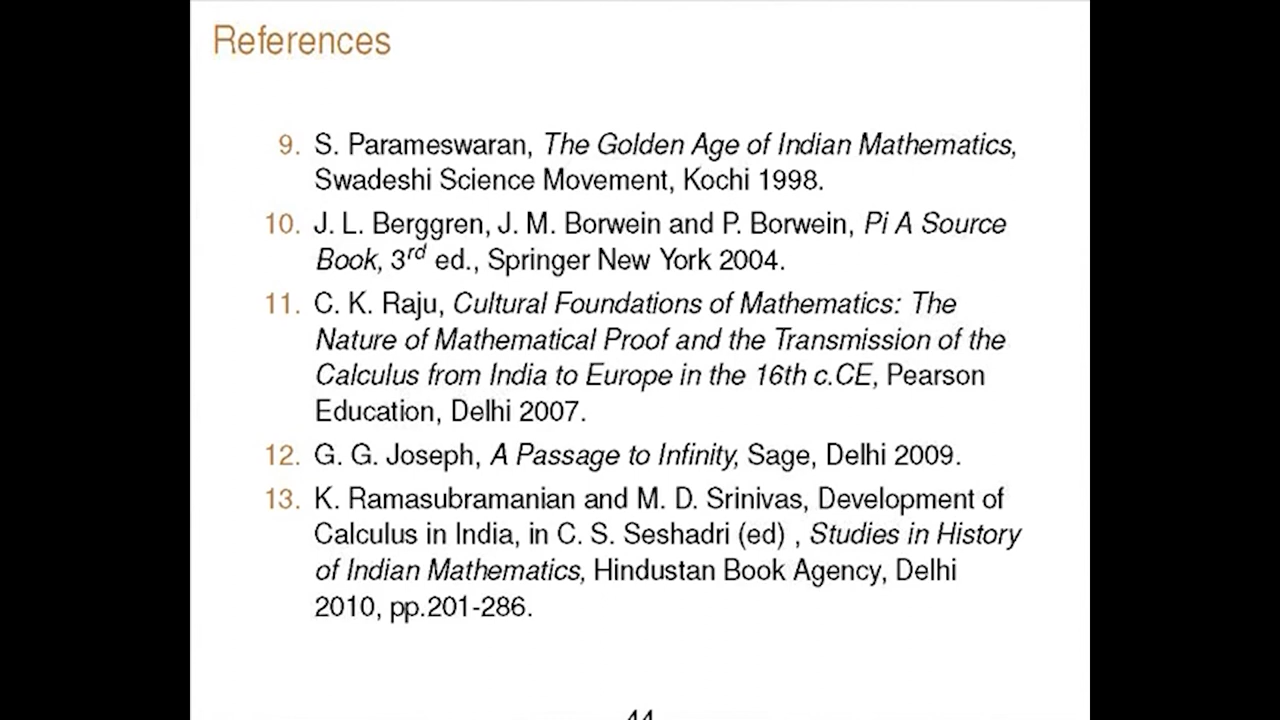 References
9. S. Parameswaran, The Golden Age of Indian Mathematics,
Swadeshi Science Movement, Kochi 1998.
10. J. L. Berggren, J. M. Borwein and P. Borwein, Pi A Source
Book, 3rd ed., Springer New York 2004.
11. C. K. Raju, Cultural Foundations of Mathematics: The
Nature of Mathematical Proof and the Transmission of the
Calculus from India to Europe in the 16th c.CE, Pearson
Education, Delhi 2007.
12. G. G. Joseph, A Passage to Infinity, Sage, Delhi 2009.
13. K. Ramasubramanian and M. D. Srinivas, Development of
Calculus in India, in C. S. Seshadri (ed) , Studies in History
of Indian Mathematics, Hindustan Book Agency, Delhi
2010, pp.201-286.
44